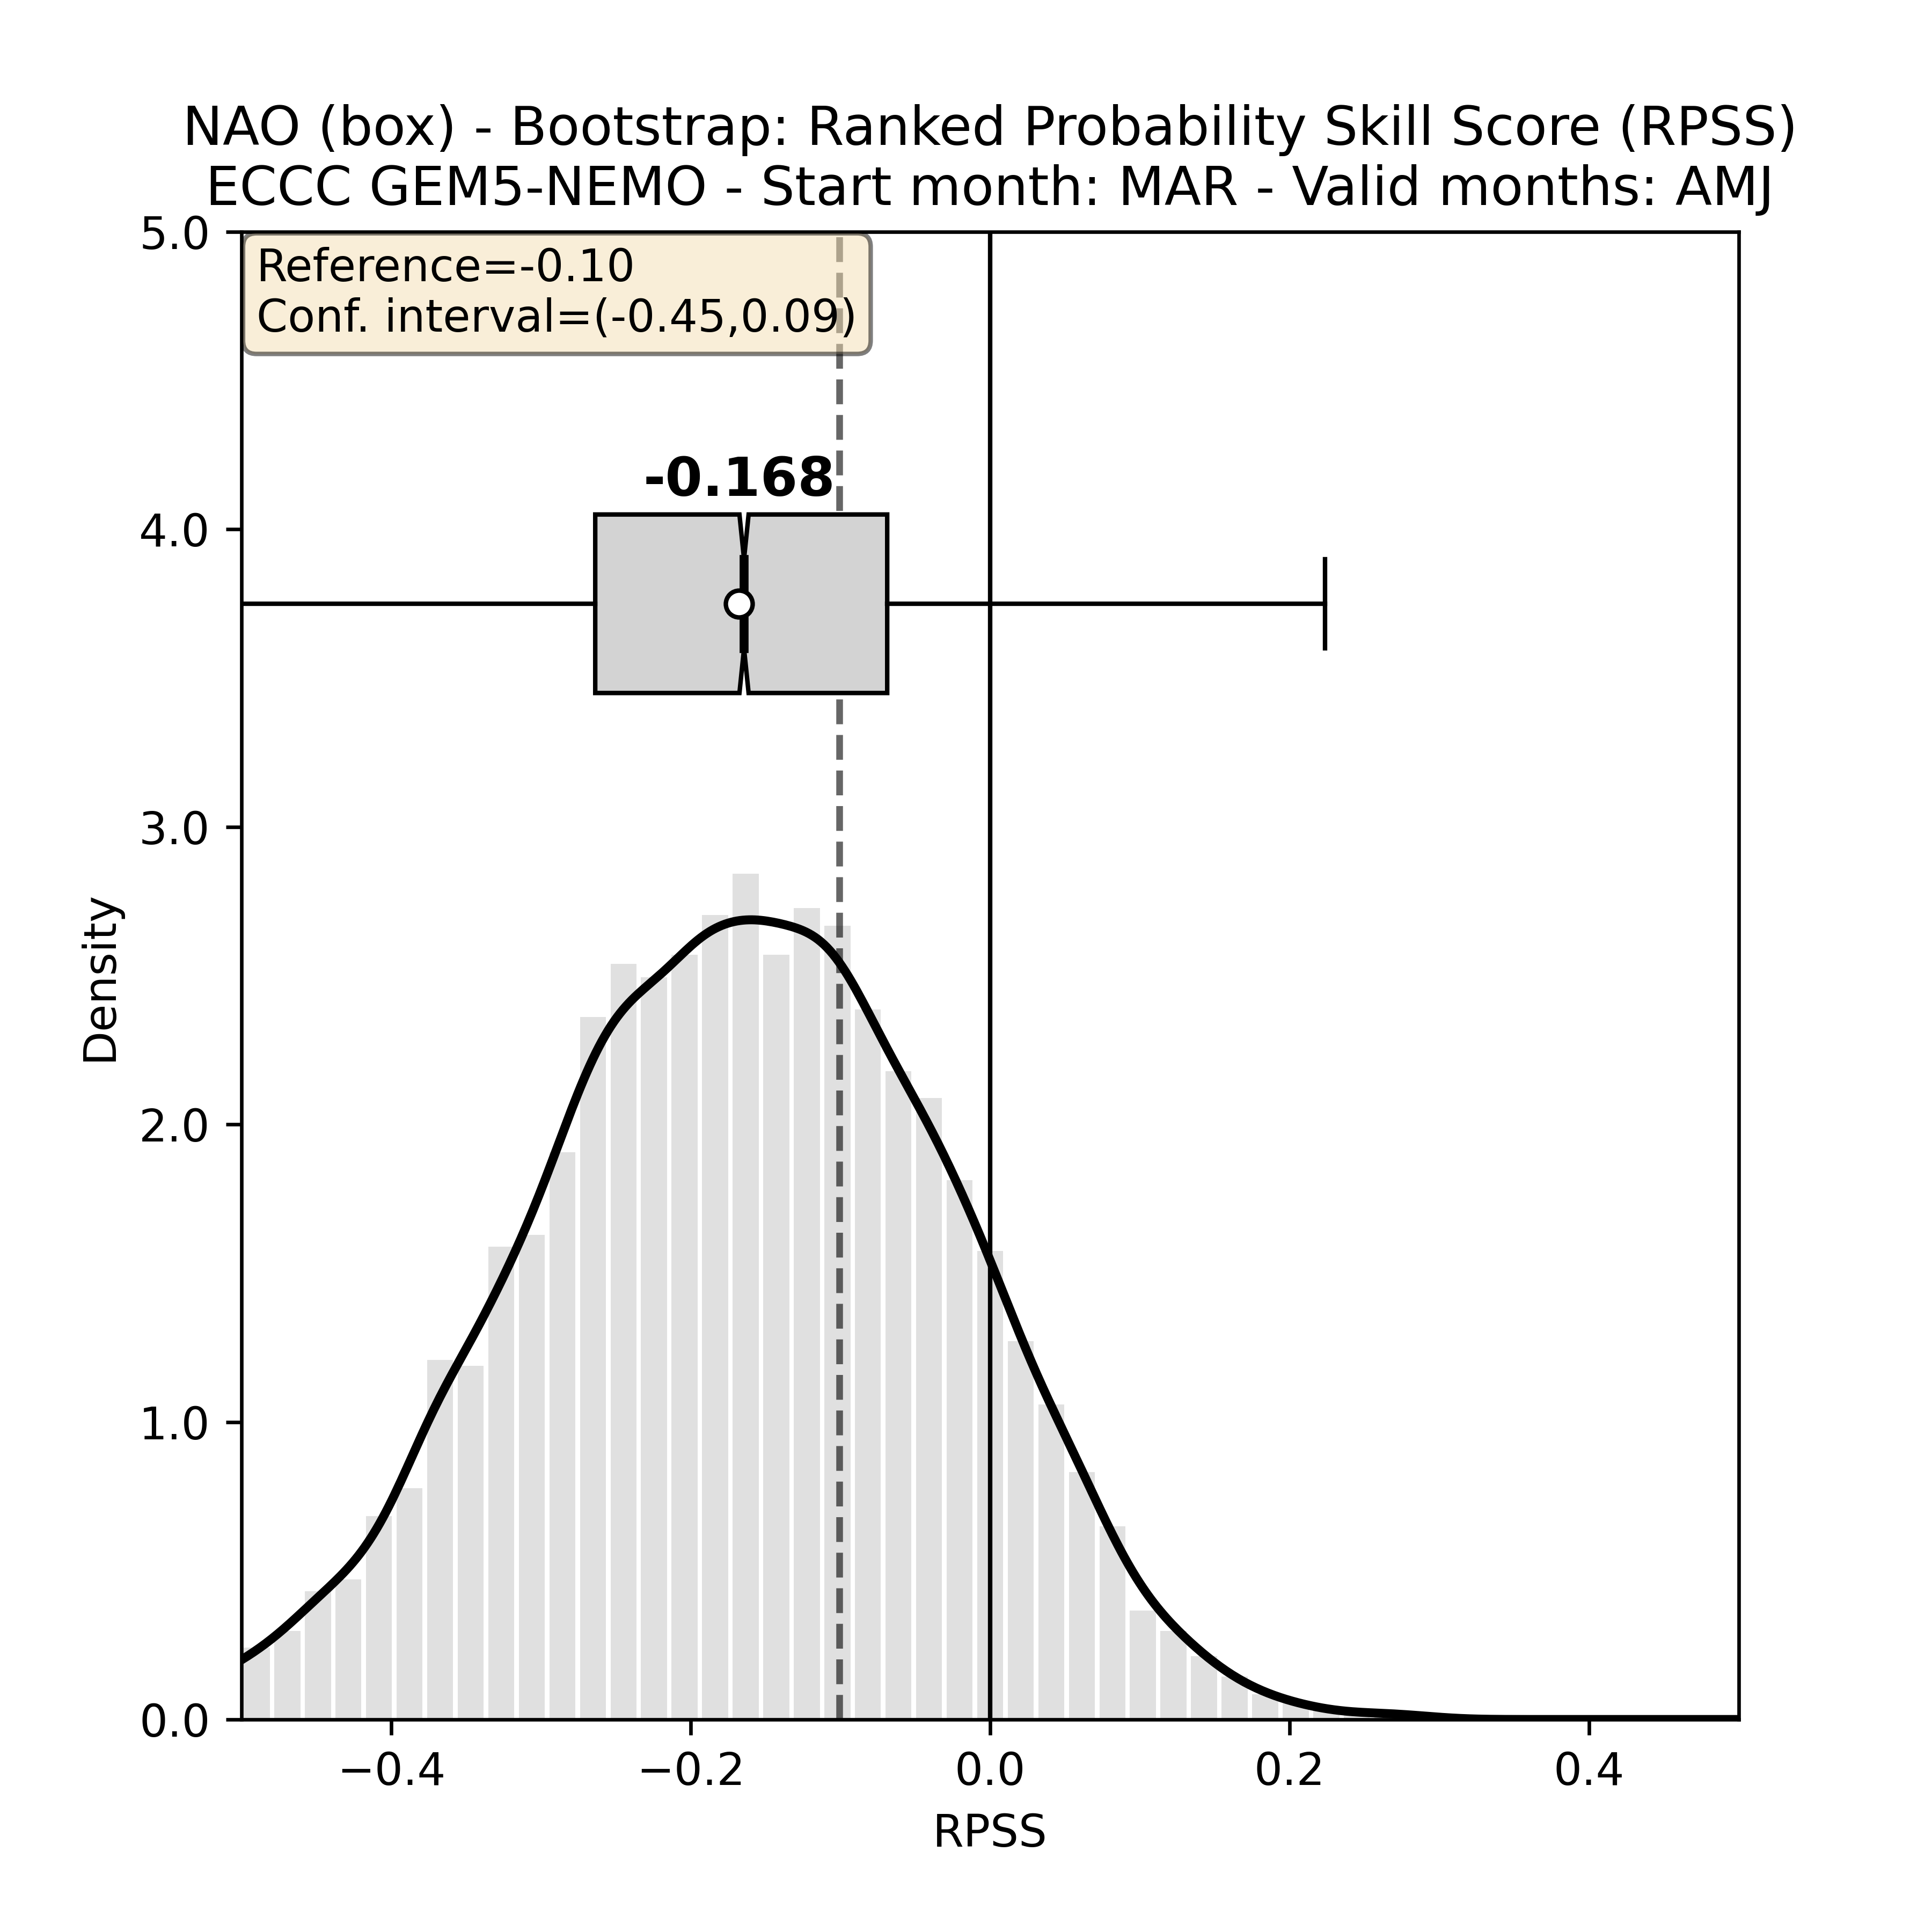 NAO (box) - Bootstrap: Ranked Probability Skill Score (RPSS)
ECCC GEM5-NEMO - Start month: MAR - Valid months: AMJ
5.0
Reference=-0.10
Conf. interval=(-0.45,0.09)
-0.168
4.0
3.0
Density
2.0
1.0
0.0
−0.4 −0.2 0.0 0.2 0.4
RPSS